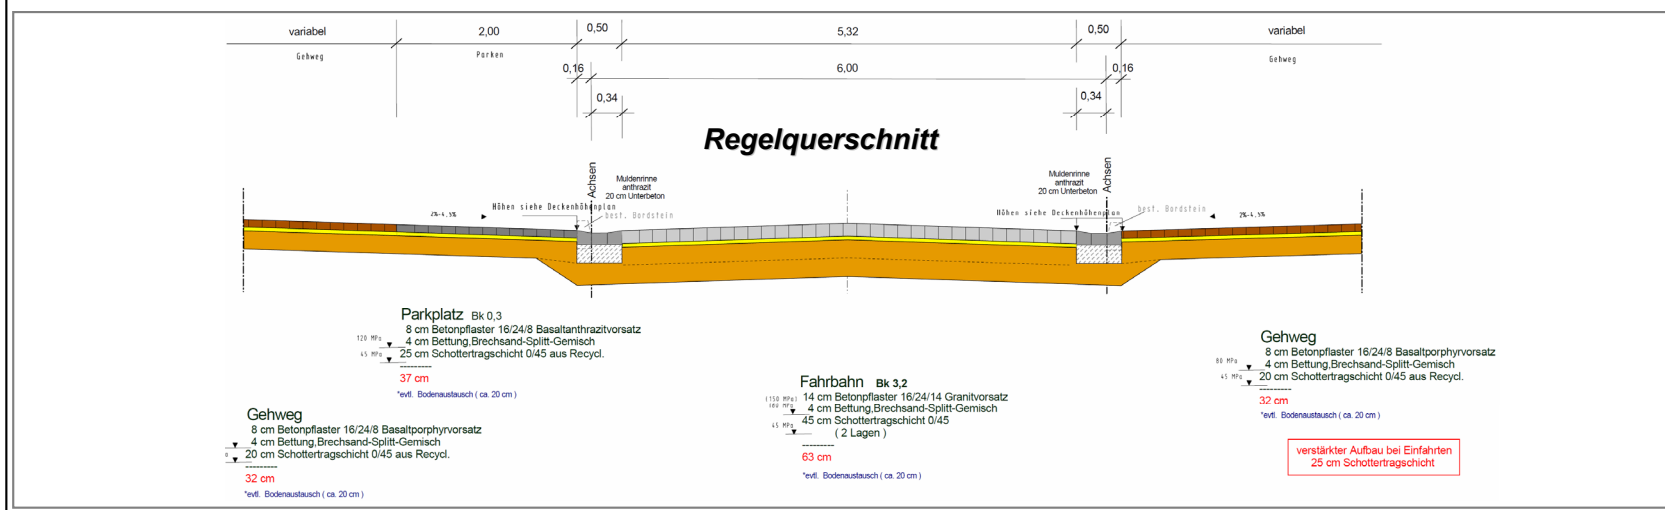 variabel 2,00 0,50 5,32 0,50 variabel
Gehweg Parken Gehweg
0,16 6,00 0,16
0,34 0,34
Regelquerschnitt
Achsen Achsen
Muldenrinne
anthrazit
20 cm Unterbeton
Muldenrinne
anthrazit
20 cm Unterbeton
2%-4,5% Höhen siehe Deckenhöhenplan best. Bordstein
Höhen siehe Deckenhöhenplan best. Bordstein 2%-4,5%
Parkplatz Bk 0,3
8 cm Betonpflaster 16/24/8 Basaltanthrazitvorsatz
120 MPa 4 cm Bettung,Brechsand-Splitt-Gemisch
45 MPa 25 cm Schottertragschicht 0/45 aus Recycl.
---------
37 cm
*evtl. Bodenaustausch ( ca. 20 cm )
Gehweg
8 cm Betonpflaster 16/24/8 Basaltporphyrvorsatz
4 cm Bettung,Brechsand-Splitt-Gemisch
20 cm Schottertragschicht 0/45 aus Recycl.
---------
32 cm
*evtl. Bodenaustausch ( ca. 20 cm )
Fahrbahn Bk 3,2
(150 MPa) 14 cm Betonpflaster 16/24/14 Granitvorsatz
4 cm Bettung,Brechsand-Splitt-Gemisch
45 MPa 45 cm Schottertragschicht 0/45
( 2 Lagen )
---------
63 cm
*evtl. Bodenaustausch ( ca. 20 cm )
Gehweg
8 cm Betonpflaster 16/24/8 Basaltporphyrvorsatz
80 MPa 4 cm Bettung,Brechsand-Splitt-Gemisch
45 MPa 20 cm Schottertragschicht 0/45 aus Recycl.
---------
32 cm
*evtl. Bodenaustausch ( ca. 20 cm )
verstärkter Aufbau bei Einfahrten
25 cm Schottertragschicht